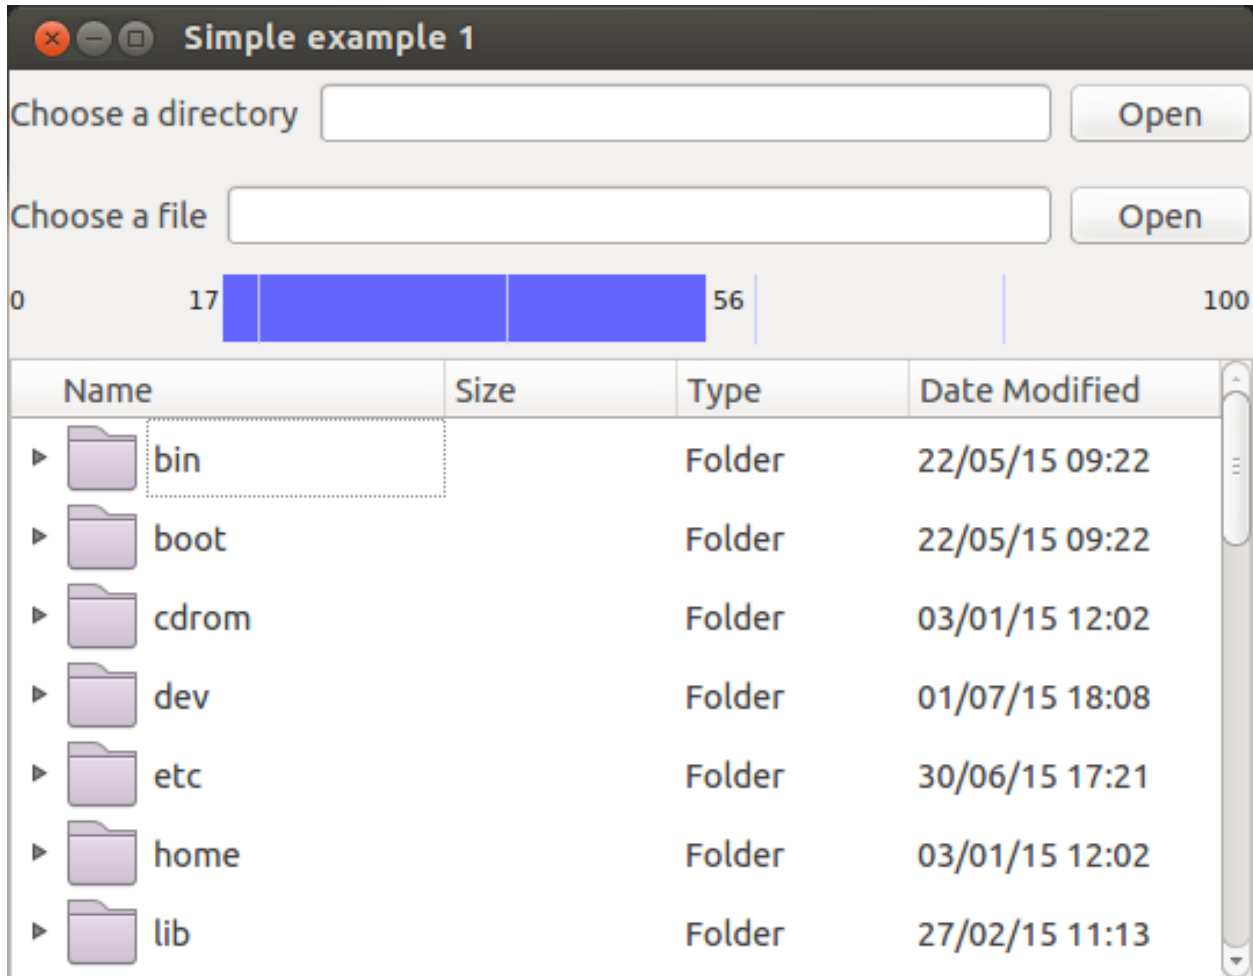 Simple example 1
Choose a directory Open
Choose a file Open
0 17 56 100
Name Size Type Date Modified
bin Folder 22/05/15 09:22
boot Folder 22/05/15 09:22
cdrom Folder 03/01/15 12:02
dev Folder 01/07/15 18:08
etc Folder 30/06/15 17:21
home Folder 03/01/15 12:02
lib Folder 27/02/15 11:13